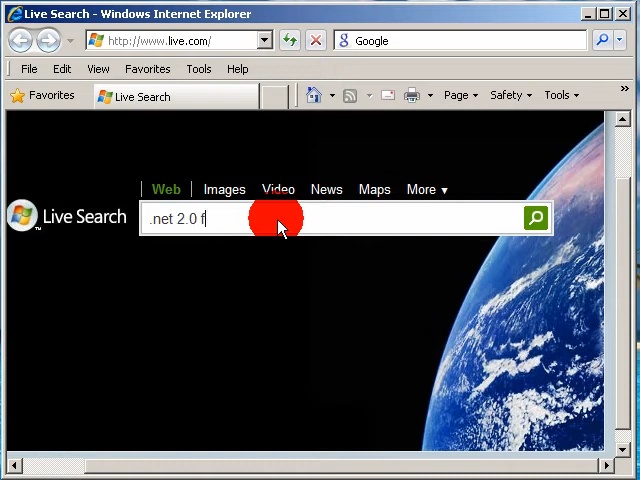 Live Search - Windows Internet Explorer
http://www.live.com/
Google
File Edit View Favorites Tools Help
Favorites Live Search Page Safety Tools »
Web Images Video News Maps More
Live Search™ .net 2.0 f